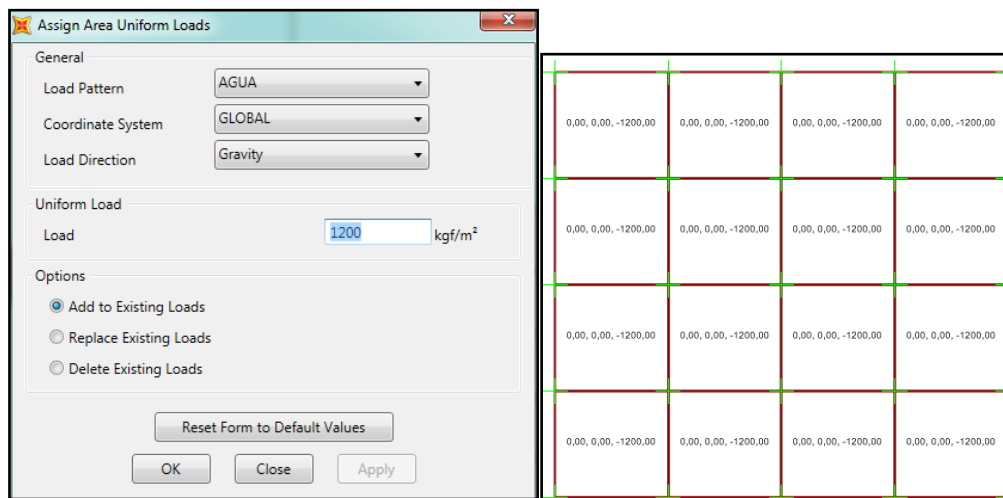 Assign Area Uniform Loads
General
Load Pattern AGUA
Coordinate System GLOBAL
Load Direction Gravity
Uniform Load
Load 1200 kgf/m²
Options
Add to Existing Loads
Replace Existing Loads
Delete Existing Loads
Reset Form to Default Values
OK Close Apply
0,00, 0,00, -1200,00 0,00, 0,00, -1200,00 0,00, 0,00, -1200,00 0,00, 0,00, -1200,00
0,00, 0,00, -1200,00 0,00, 0,00, -1200,00 0,00, 0,00, -1200,00 0,00, 0,00, -1200,00
0,00, 0,00, -1200,00 0,00, 0,00, -1200,00 0,00, 0,00, -1200,00 0,00, 0,00, -1200,00
0,00, 0,00, -1200,00 0,00, 0,00, -1200,00 0,00, 0,00, -1200,00 0,00, 0,00, -1200,00